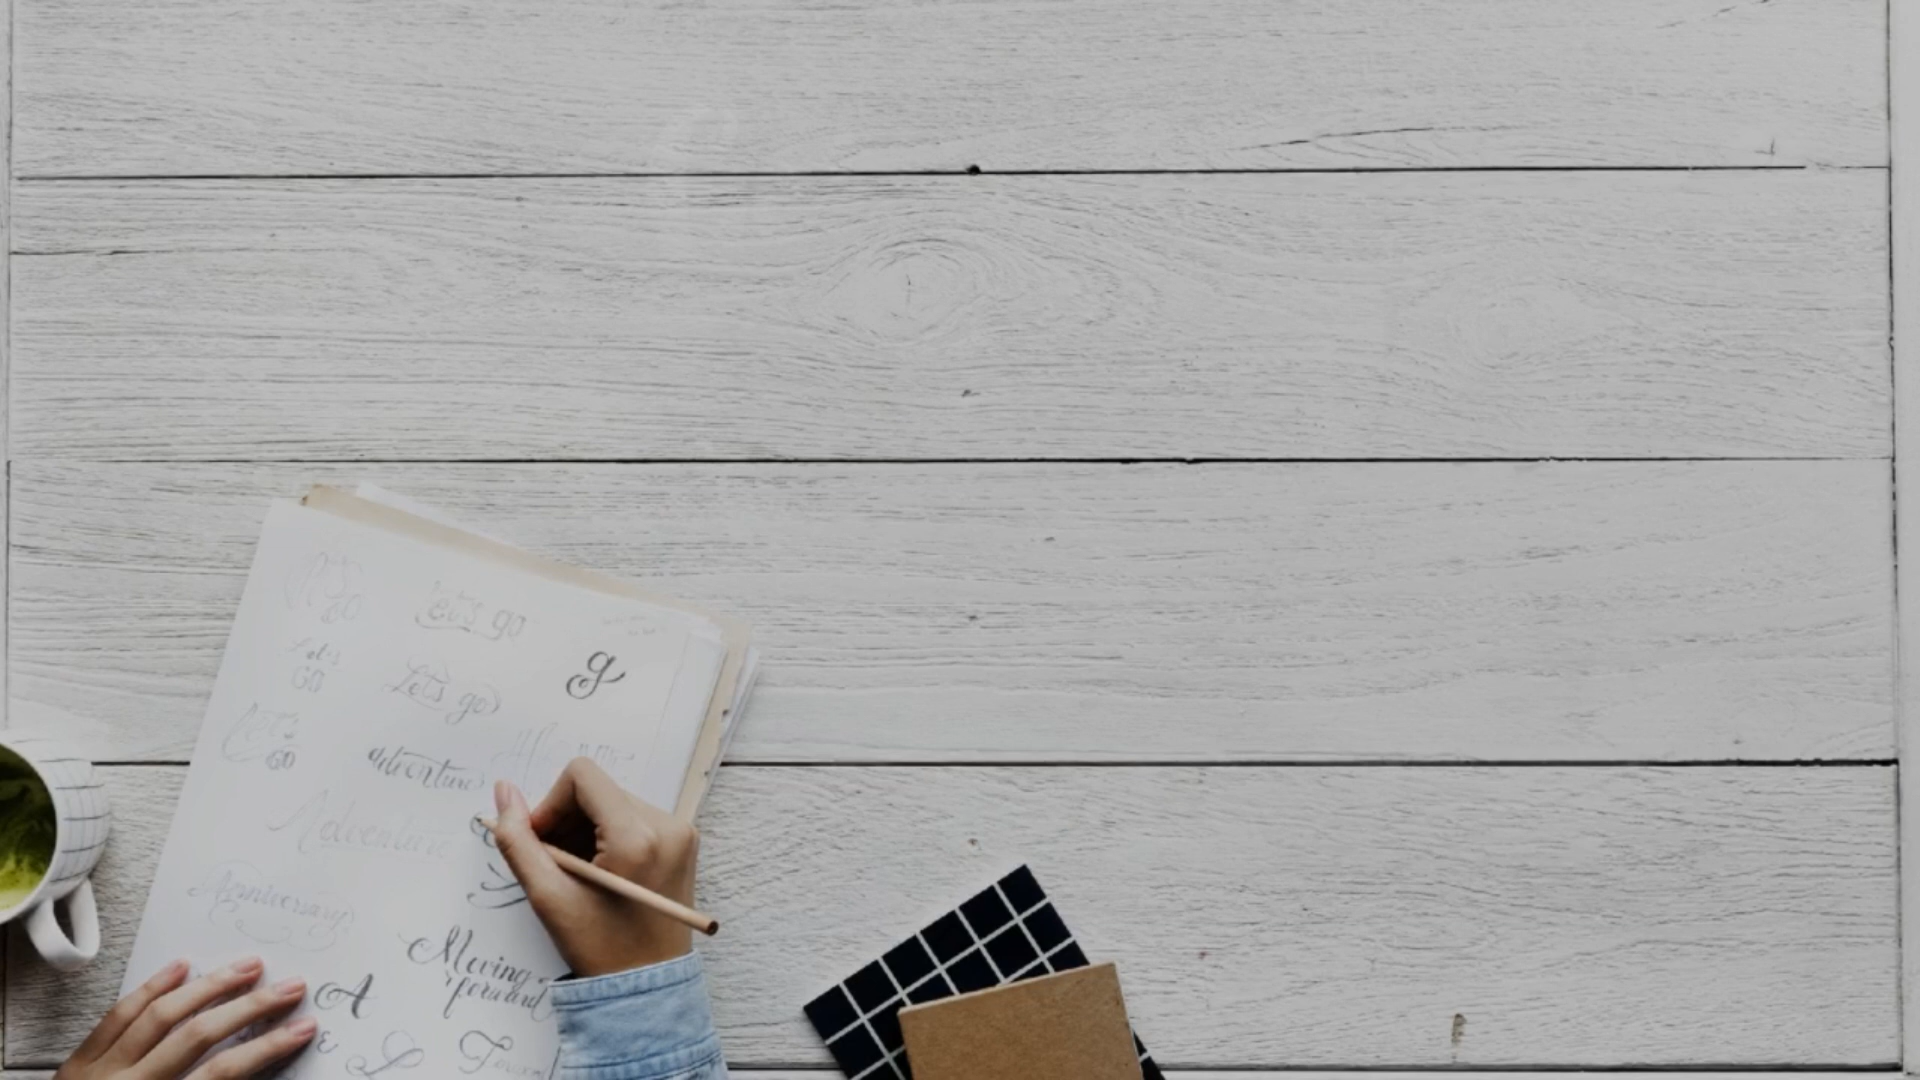 Let's go
g
Let's
GO
Let's go
Let's
GO
adventure
Adventure
Anniversary
Moving
forward
A